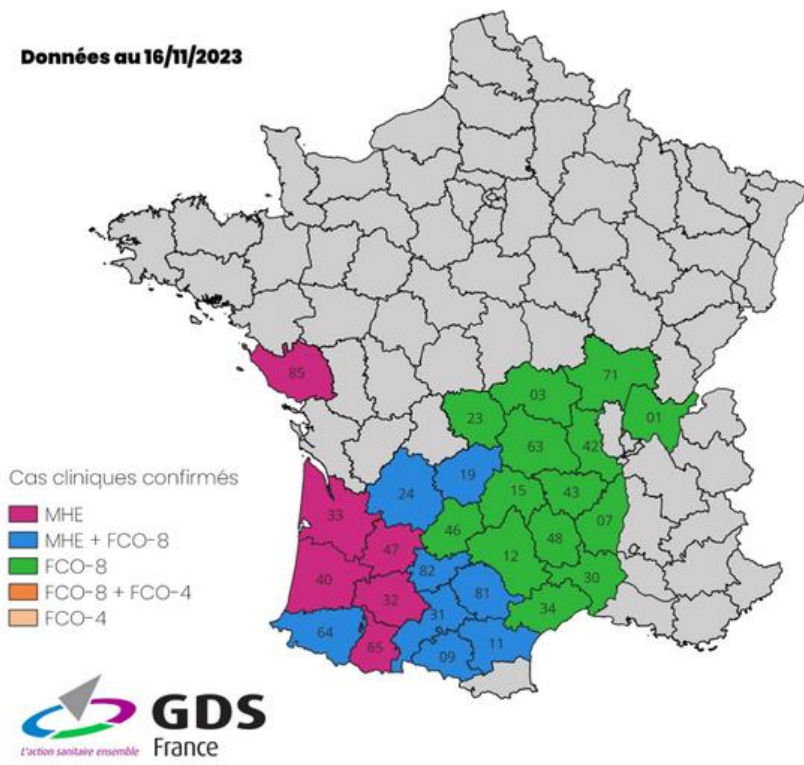 Données au 16/11/2023
85
71
03
01
23
63
42
19
24
15
43
33
07
46
47
48
12
40
82
30
32
81
34
31
64
11
65
09
Cas cliniques confirmés
MHE
MHE + FCO-8
FCO-8
FCO-8 + FCO-4
FCO-4
GDS
France
L'action sanitaire ensemble